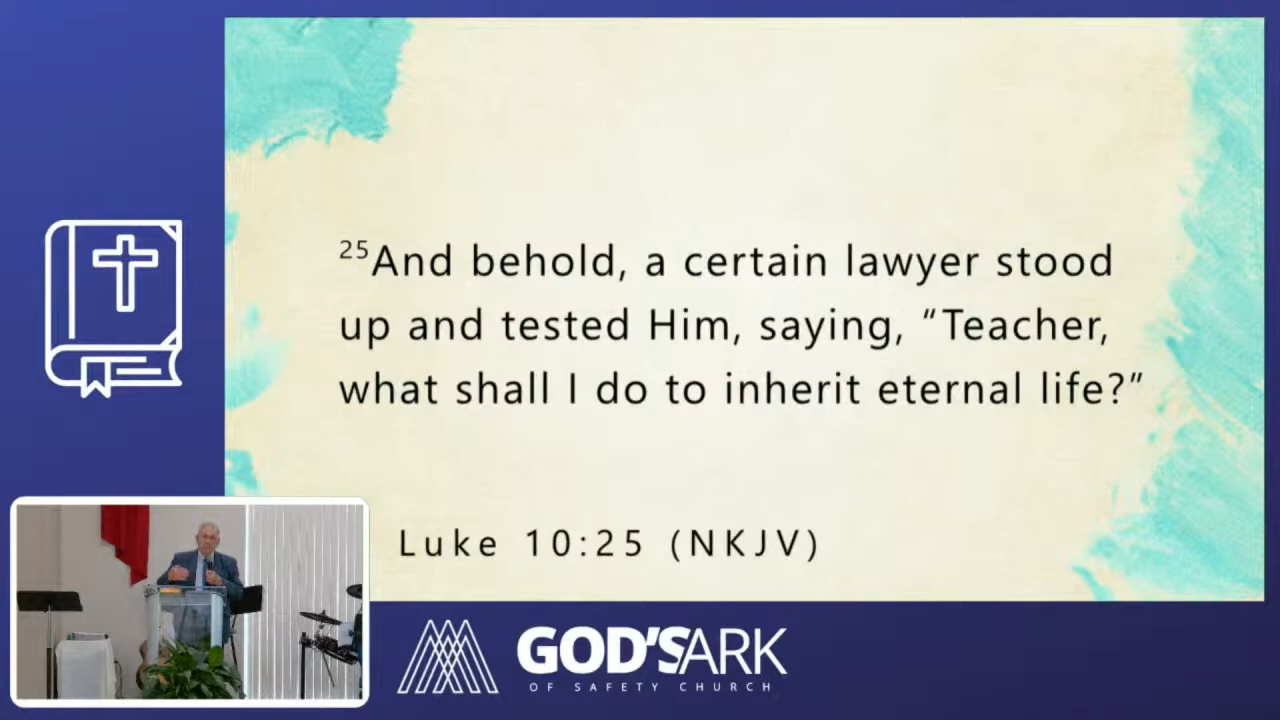 ²⁵And behold, a certain lawyer stood
up and tested Him, saying, “Teacher,
what shall I do to inherit eternal life?”
Luke 10:25 (NKJV)
GOD'S ARK
OF SAFETY CHURCH